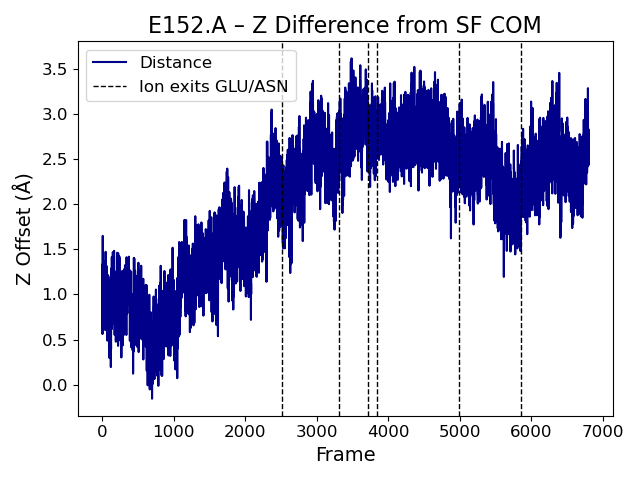 E152.A – Z Difference from SF COM
Distance
Ion exits GLU/ASN
Z Offset (Å)
3.5
3.0
2.5
2.0
1.5
1.0
0.5
0.0
0 1000 2000 3000 4000 5000 6000 7000
Frame